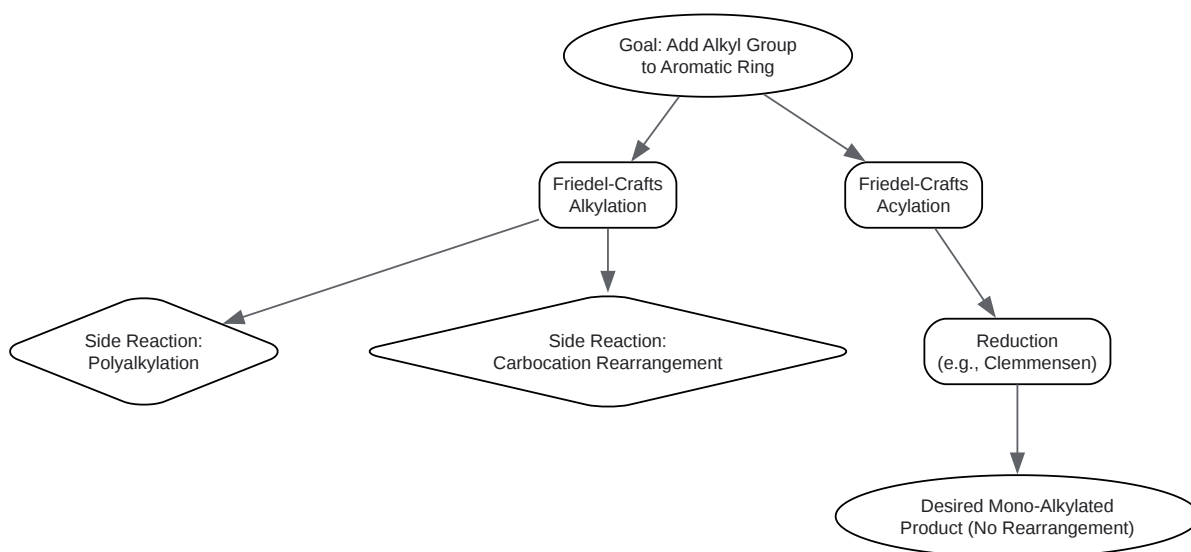 Goal: Add Alkyl Group
to Aromatic Ring
Friedel-Crafts
Alkylation
Friedel-Crafts
Acylation
Side Reaction:
Polyalkylation
Side Reaction:
Carbocation Rearrangement
Reduction
(e.g., Clemmensen)
Desired Mono-Alkylated
Product (No Rearrangement)